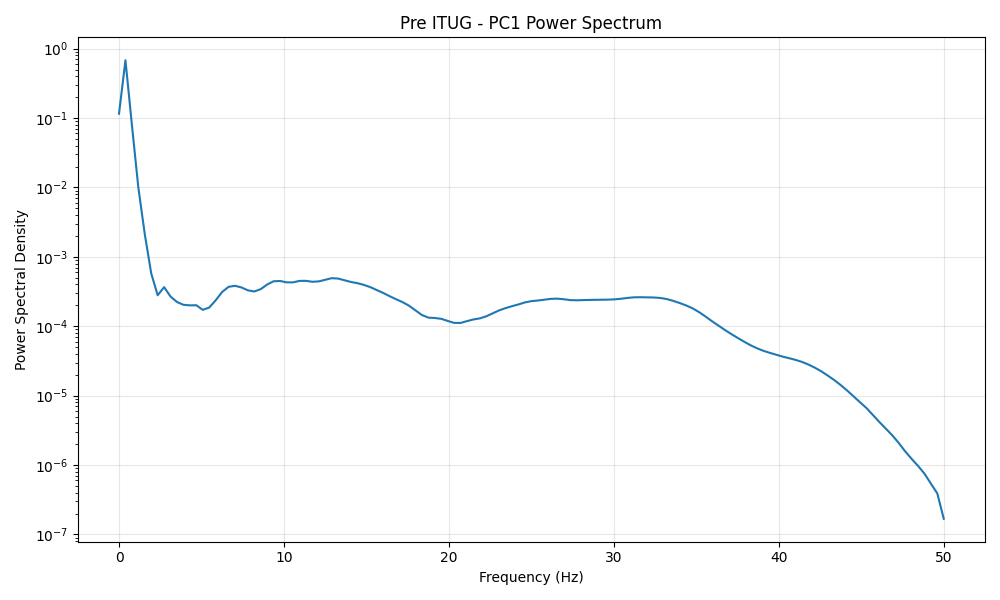 Pre ITUG - PC1 Power Spectrum
Power Spectral Density
10⁰
10⁻¹
10⁻²
10⁻³
10⁻⁴
10⁻⁵
10⁻⁶
10⁻⁷
0 10 20 30 40 50
Frequency (Hz)